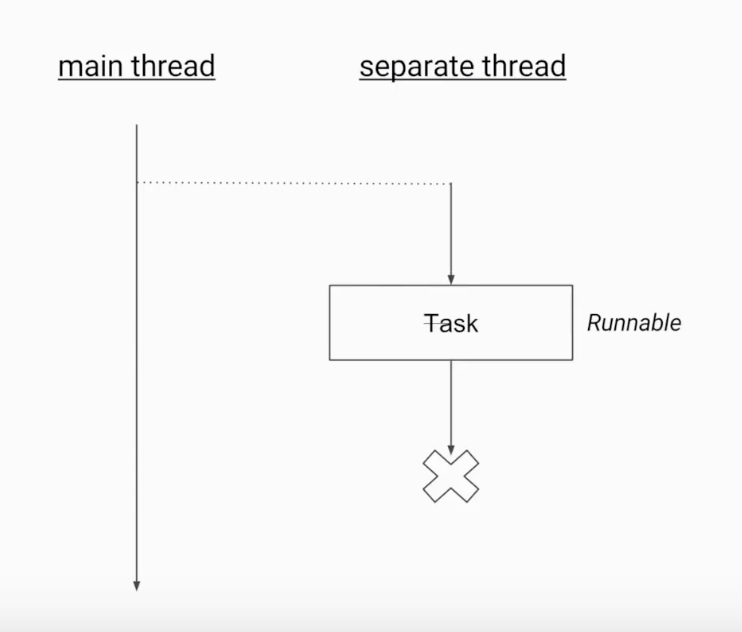 main thread
separate thread
Task
Runnable